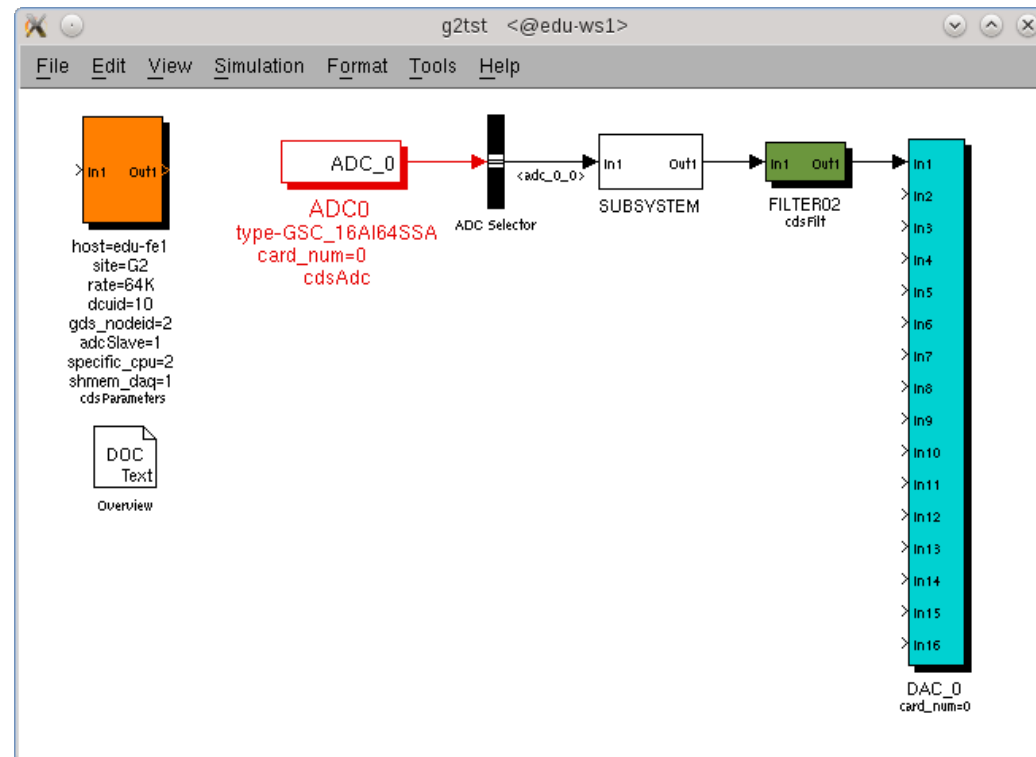 g2tst <@edu-ws1>
File Edit View Simulation Format Tools Help
In1 Out1
host=edu-fe1
site=G2
rate=64K
dcuid=10
gds_nodeid=2
adcSlave=1
specific_cpu=2
shmem_daq=1
cdsParameters
DOC
Text
Overview
ADC_0
ADC0
type-GSC_16AI64SSA
card_num=0
cdsAdc
ADC Selector
<adc_0_0>
In1 Out1
SUBSYSTEM
In1 Out1
FILTER02
cdsFilt
In1
In2
In3
In4
In5
In6
In7
In8
In9
In10
In11
In12
In13
In14
In15
In16
DAC_0
card_num=0